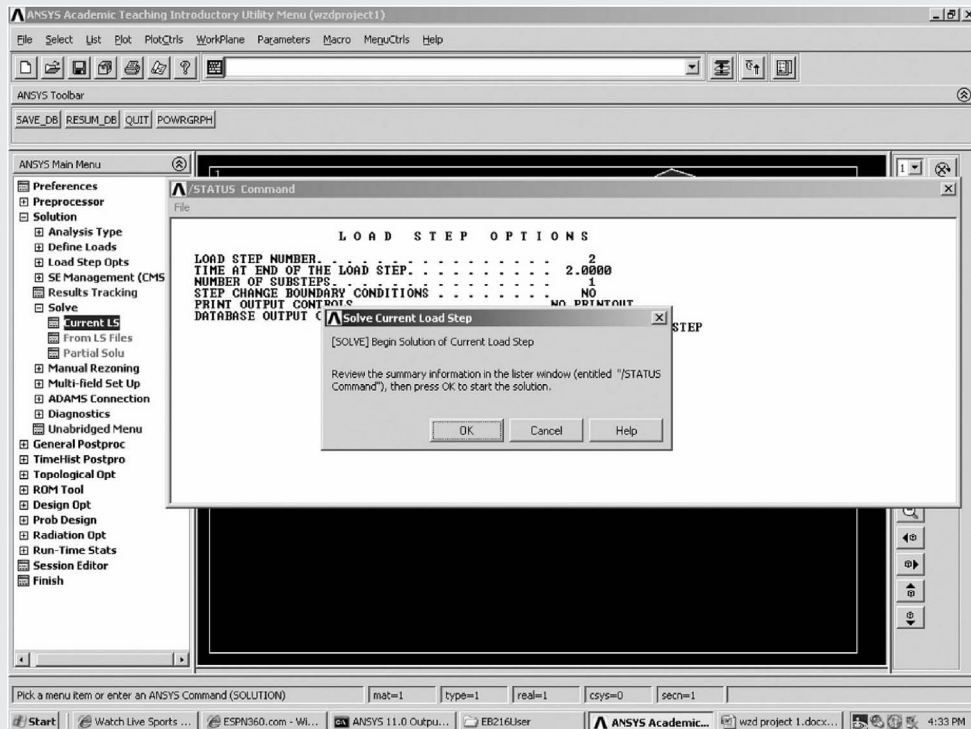 ANSYS Academic Teaching Introductory Utility Menu (wzdproject1)
File Select List Plot PlotCtrls WorkPlane Parameters Macro MenuCtrls Help
ANSYS Toolbar
SAVE_DB RESUM_DB QUIT POWRGRPH
ANSYS Main Menu
Preferences
Preprocessor
Solution
Analysis Type
Define Loads
Load Step Opts
SE Management (CMS
Results Tracking
Solve
Current LS
From LS Files
Partial Solu
Manual Rezoning
Multi-field Set Up
ADAMS Connection
Diagnostics
Unabridged Menu
General Postproc
TimeHist Postpro
Topological Opt
ROM Tool
Design Opt
Prob Design
Radiation Opt
Run-Time Stats
Session Editor
Finish
1
1
/STATUS Command
File
LOAD STEP OPTIONS
LOAD STEP NUMBER. . . . . . . . . . . . . . . . 2
TIME AT END OF THE LOAD STEP. . . . . . . . . . 2.0000
NUMBER OF SUBSTEPS. . . . . . . . . . . . . . . 1
STEP CHANGE BOUNDARY CONDITIONS . . . . . . . . NO
PRINT OUTPUT CONTROLS NO PRINTOUT
DATABASE OUTPUT C
STEP
Solve Current Load Step
[SOLVE] Begin Solution of Current Load Step
Review the summary information in the lister window (entitled "/STATUS
Command"), then press OK to start the solution.
OK Cancel Help
Pick a menu item or enter an ANSYS Command (SOLUTION) mat=1 type=1 real=1 csys=0 secn=1
Start Watch Live Sports ... ESPN360.com - Wi... ANSYS 11.0 Outpu... EB216User ANSYS Academic... wzd project 1.docx... 4:33 PM